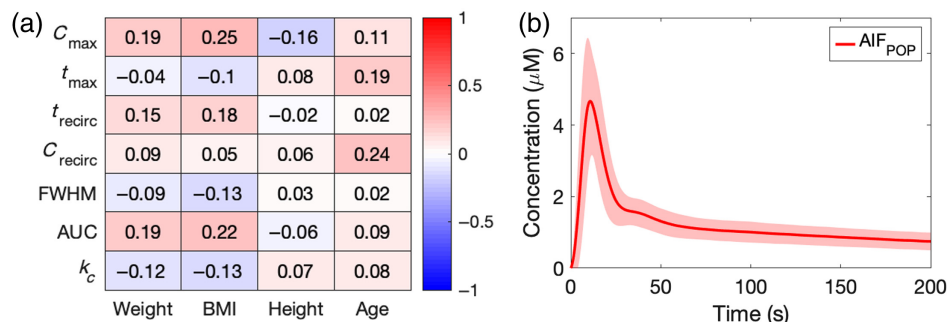 (a)
C max 0.19 0.25 −0.16 0.11
t max −0.04 −0.1 0.08 0.19
t recirc 0.15 0.18 −0.02 0.02
C recirc 0.09 0.05 0.06 0.24
FWHM −0.09 −0.13 0.03 0.02
AUC 0.19 0.22 −0.06 0.09
k c −0.12 −0.13 0.07 0.08
Weight BMI Height Age
1
0.5
0
−0.5
−1
(b)
Concentration (μM)
6
4
2
0
AIF POP
0 50 100 150 200
Time (s)